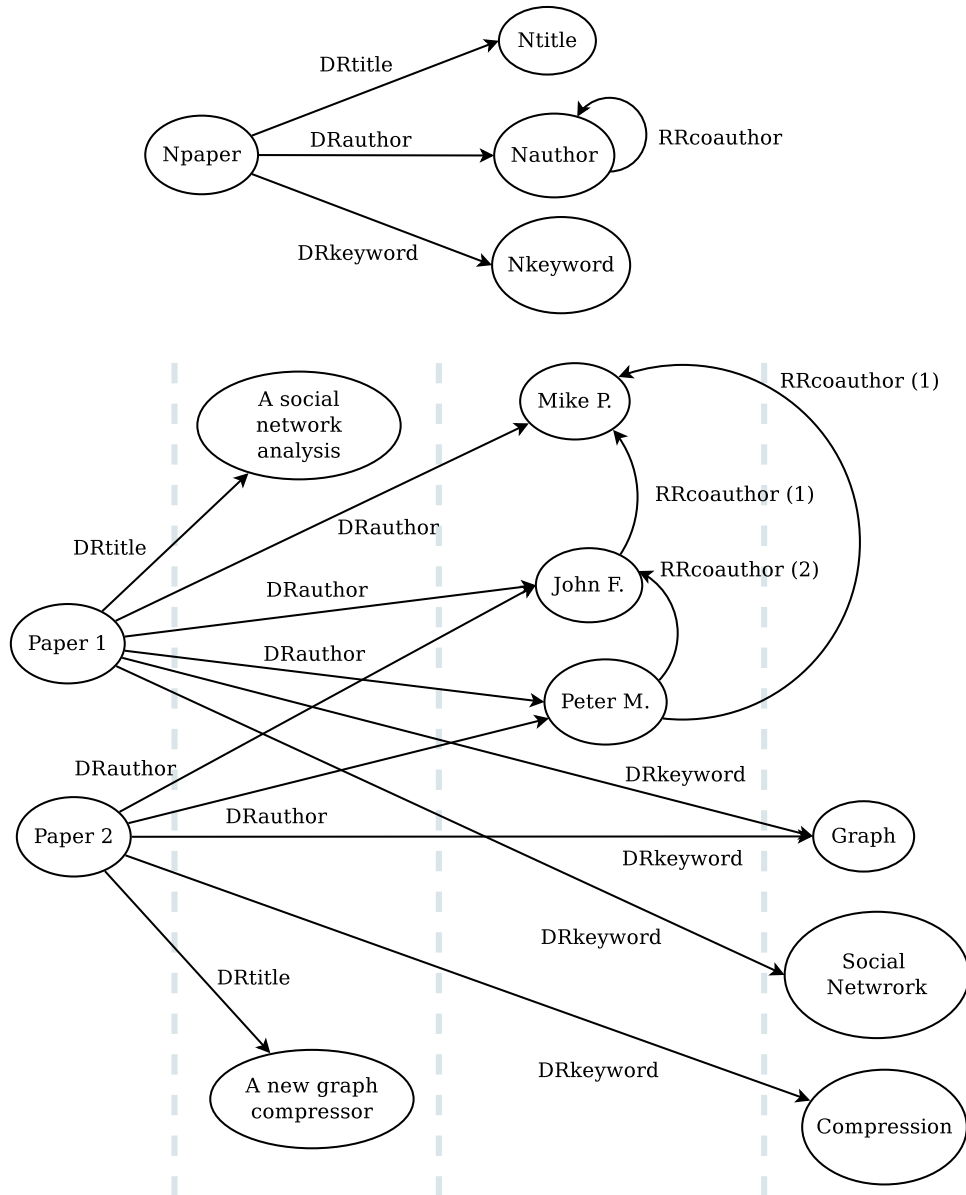 Ntitle
DRtitle
DRauthor
RRcoauthor
Npaper
Nauthor
DRkeyword
Nkeyword
RRcoauthor (1)
A social
network
analysis
Mike P.
RRcoauthor (1)
DRauthor
DRtitle
RRcoauthor (2)
John F.
DRauthor
Paper 1
DRauthor
Peter M.
DRauthor
DRkeyword
DRauthor
Paper 2
Graph
DRkeyword
DRkeyword
Social
Netwrork
DRtitle
DRkeyword
A new graph
compressor
Compression